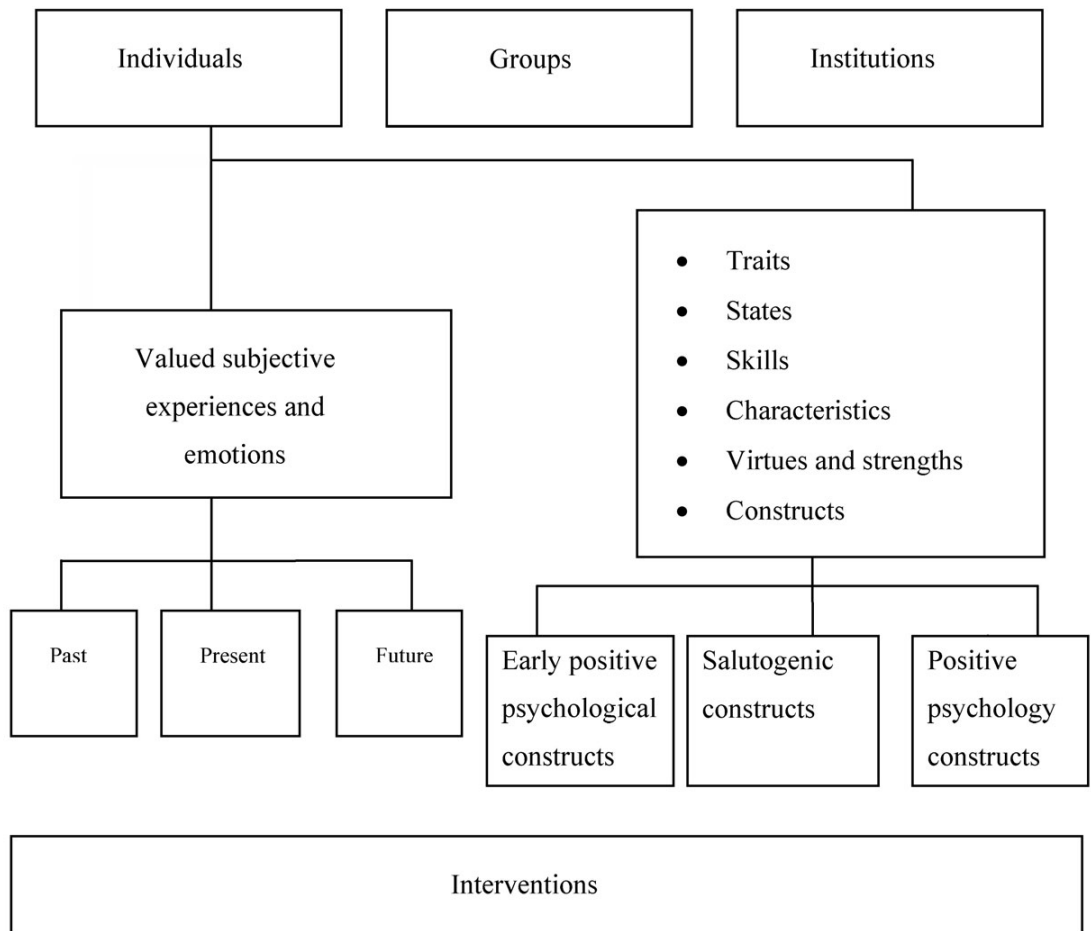 Individuals
Groups
Institutions
• Traits
• States
• Skills
• Characteristics
• Virtues and strengths
• Constructs
Valued subjective
experiences and
emotions
Past
Present
Future
Early positive
psychological
constructs
Salutogenic
constructs
Positive
psychology
constructs
Interventions